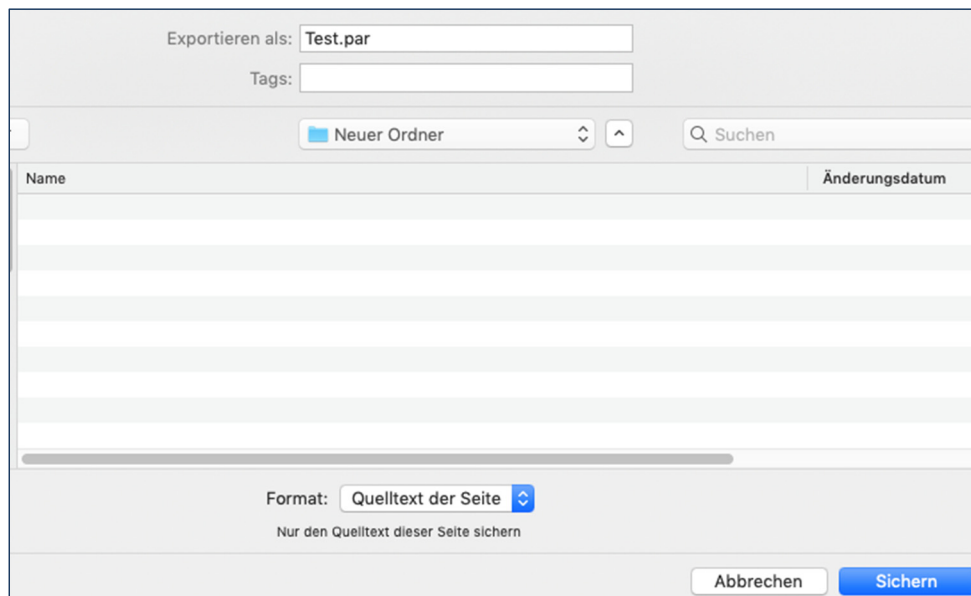 Exportieren als: Test.par
Tags:
Neuer Ordner Suchen
Name Änderungsdatum
Format: Quelltext der Seite
Nur den Quelltext dieser Seite sichern
Abbrechen Sichern